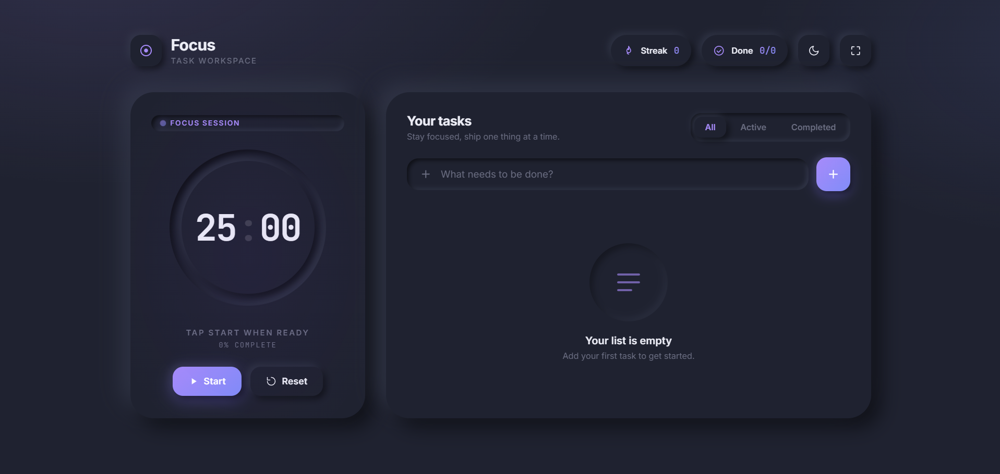 Focus
TASK WORKSPACE
Streak 0
Done 0/0
FOCUS SESSION
25:00
TAP START WHEN READY
0% COMPLETE
Start
Reset
Your tasks
Stay focused, ship one thing at a time.
All
Active
Completed
What needs to be done?
Your list is empty
Add your first task to get started.